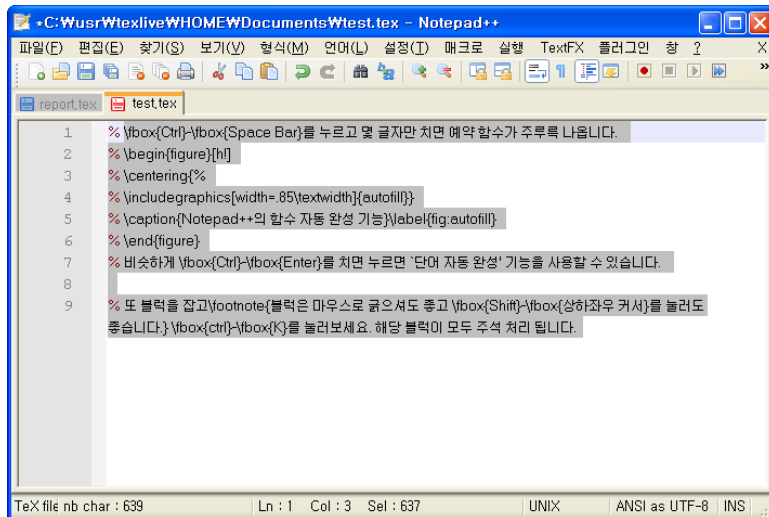 *C:₩usr₩texlive₩HOME₩Documents₩test.tex - Notepad++
파일(F) 편집(E) 찾기(S) 보기(V) 형식(M) 언어(L) 설정(T) 매크로 실행 TextFX 플러그인 창 ? X
report.tex test.tex
1 % \fbox{Ctrl}-\fbox{Space Bar}를 누르고 몇 글자만 치면 예약 함수가 주루룩 나옵니다.
2 % \begin{figure}[h!]
3 % \centering{%
4 % \includegraphics[width=.85\textwidth]{autofill}}
5 % \caption{Notepad++의 함수 자동 완성 기능}\label{fig:autofill}
6 % \end{figure}
7 % 비슷하게 \fbox{Ctrl}-\fbox{Enter}를 치면 누르면 `단어 자동 완성' 기능을 사용할 수 있습니다.
8
9 % 또 블럭을 잡고\footnote{블럭은 마우스로 긁으셔도 좋고 \fbox{Shift}-\fbox{상하좌우 커서}를 눌러도
좋습니다.} \fbox{ctrl}-\fbox{K}를 눌러보세요. 해당 블럭이 모두 주석 처리 됩니다.
TeX file nb char : 639 Ln : 1 Col : 3 Sel : 637 UNIX ANSI as UTF-8 INS